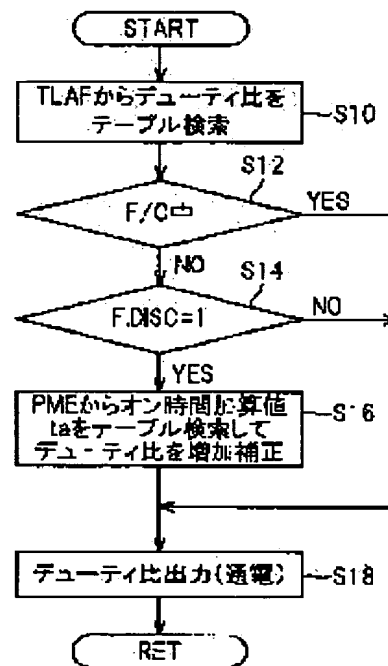 START
TLAFからデューティ比を
テーブル検索
S10
S12
F/C中
YES
NO
S14
F.DISC=1
NO
YES
PMEからオン時間加算値
taをテーブル検索して
デューティ比を増加補正
S16
デューティ比出力(通電)
S18
RET